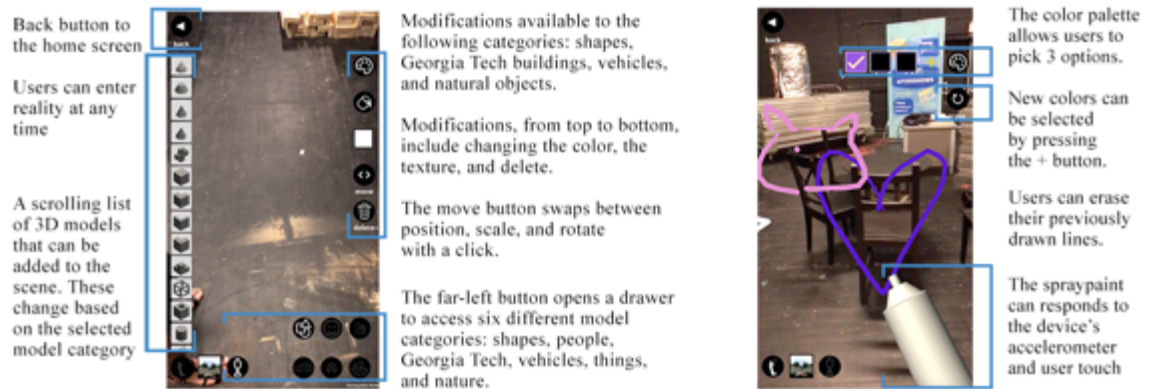 Back button to
the home screen
Users can enter
reality at any
time
A scrolling list
of 3D models
that can be
added to the
scene. These
change based
on the selected
model category
back
move
delete
Modifications available to the
following categories: shapes,
Georgia Tech buildings, vehicles,
and natural objects.
Modifications, from top to bottom,
include changing the color, the
texture, and delete.
The move button swaps between
position, scale, and rotate
with a click.
The far-left button opens a drawer
to access six different model
categories: shapes, people,
Georgia Tech, vehicles, things,
and nature.
back
The color palette
allows users to
pick 3 options.
New colors can
be selected
by pressing
the + button.
Users can erase
their previously
drawn lines.
The spraypaint
can responds to
the device's
accelerometer
and user touch